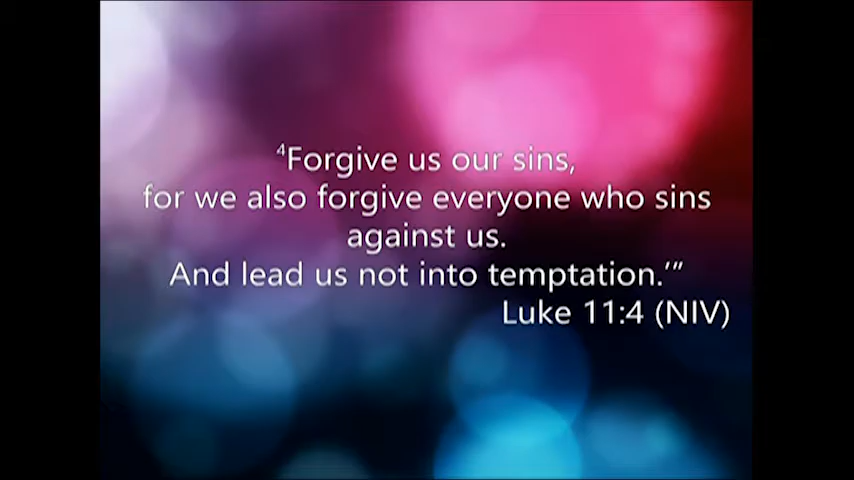 ⁴Forgive us our sins,
for we also forgive everyone who sins
against us.
And lead us not into temptation.’”
Luke 11:4 (NIV)